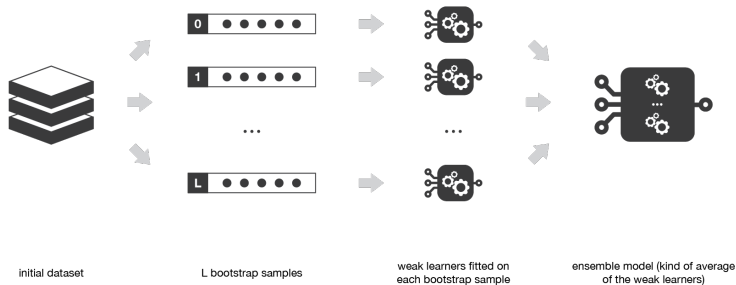 0
1
...
...
...
L
initial dataset
L bootstrap samples
weak learners fitted on
each bootstrap sample
ensemble model (kind of average
of the weak learners)